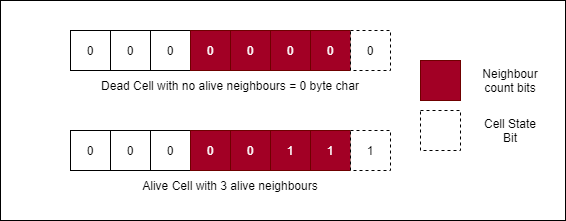 0 0 0 0 0 0 0 0
Dead Cell with no alive neighbours = 0 byte char
Neighbour
count bits
Cell State
Bit
0 0 0 0 0 1 1 1
Alive Cell with 3 alive neighbours